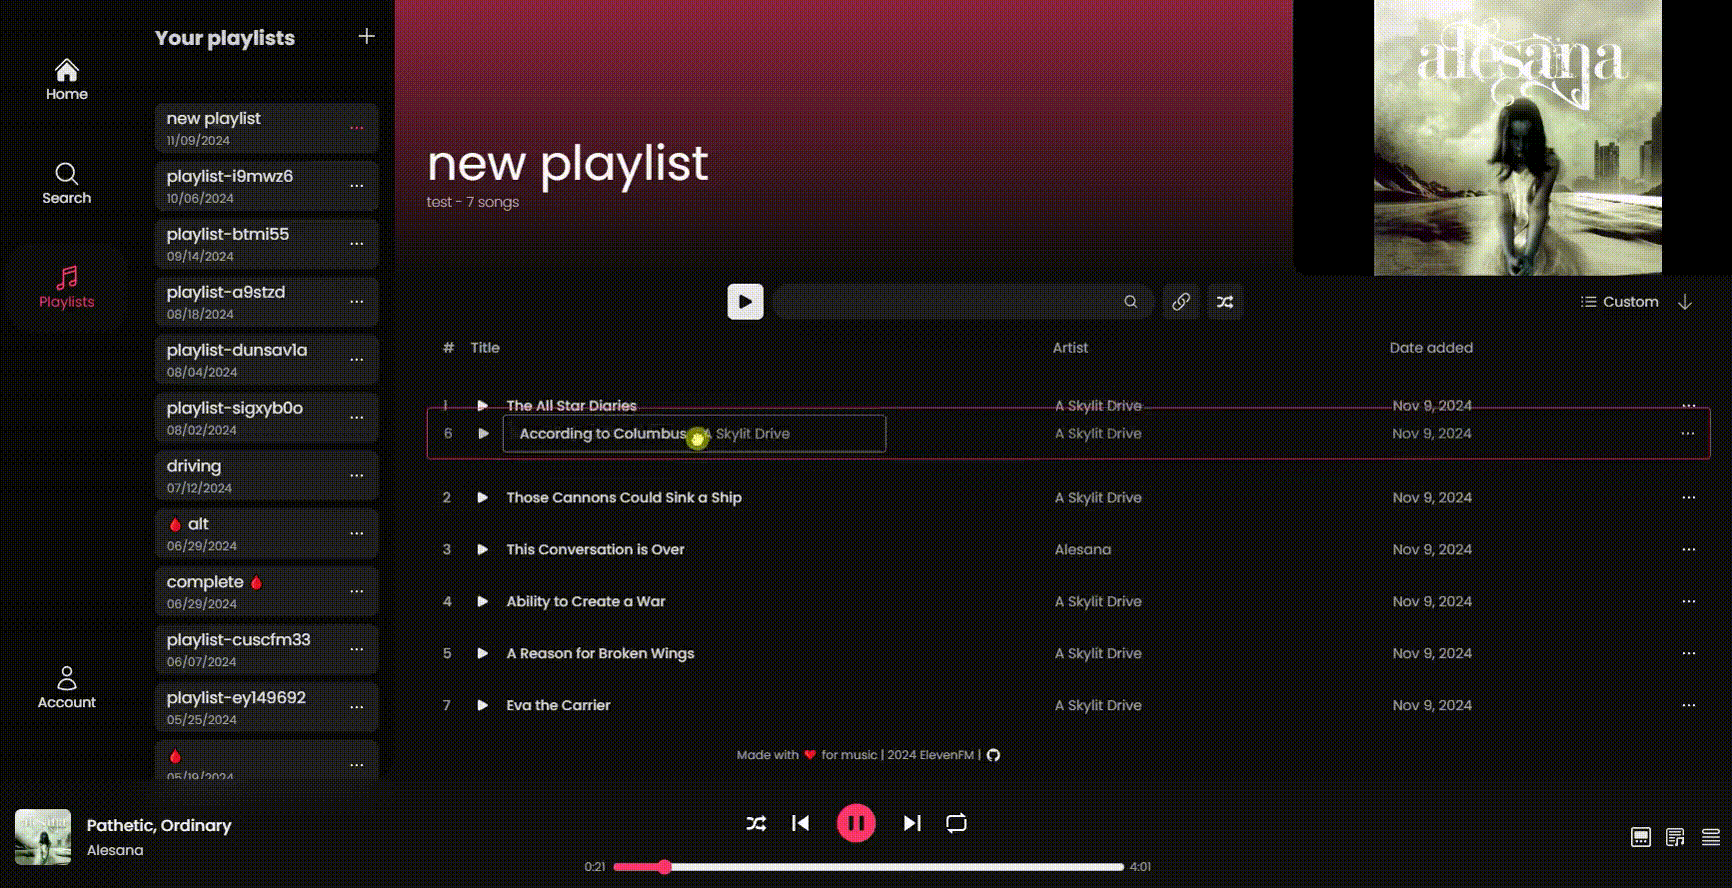 Home
Search
Playlists
Account
Your playlists
new playlist
11/09/2024
playlist-i9mwz6
10/06/2024
playlist-btmi55
09/14/2024
playlist-a9stzd
08/18/2024
playlist-dunsav1a
08/04/2024
playlist-sigxyb0o
08/02/2024
driving
07/12/2024
alt
06/29/2024
complete
06/29/2024
playlist-cuscfm33
06/07/2024
playlist-ey149692
05/25/2024
05/19/2024
new playlist
test - 7 songs
alesana
Custom
# Title Artist Date added
1 The All Star Diaries A Skylit Drive Nov 9, 2024
6 According to Columbus A Skylit Drive A Skylit Drive Nov 9, 2024
2 Those Cannons Could Sink a Ship A Skylit Drive Nov 9, 2024
3 This Conversation is Over Alesana Nov 9, 2024
4 Ability to Create a War A Skylit Drive Nov 9, 2024
5 A Reason for Broken Wings A Skylit Drive Nov 9, 2024
7 Eva the Carrier A Skylit Drive Nov 9, 2024
Made with ❤ for music | 2024 ElevenFM |
Pathetic, Ordinary
Alesana
0:21 4:01